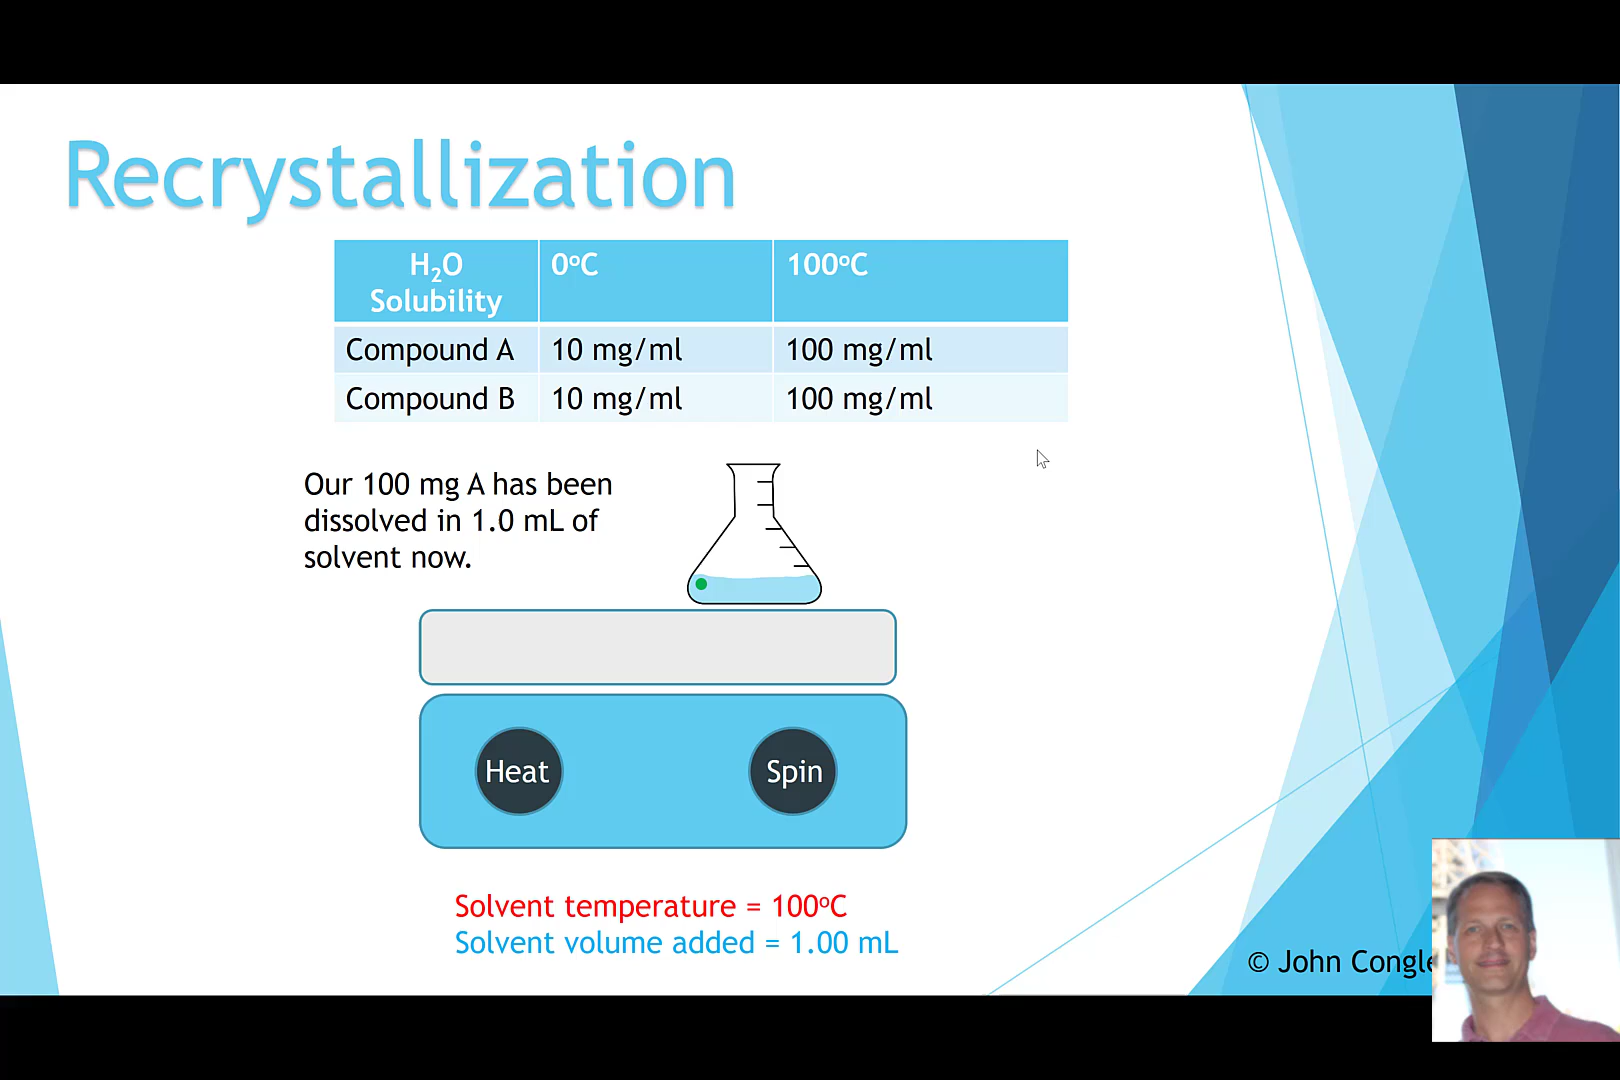 Recrystallization
H₂O
Solubility
0°C
100°C
Compound A
10 mg/ml
100 mg/ml
Compound B
10 mg/ml
100 mg/ml
Our 100 mg A has been
dissolved in 1.0 mL of
solvent now.
Heat
Spin
Solvent temperature = 100°C
Solvent volume added = 1.00 mL
© John